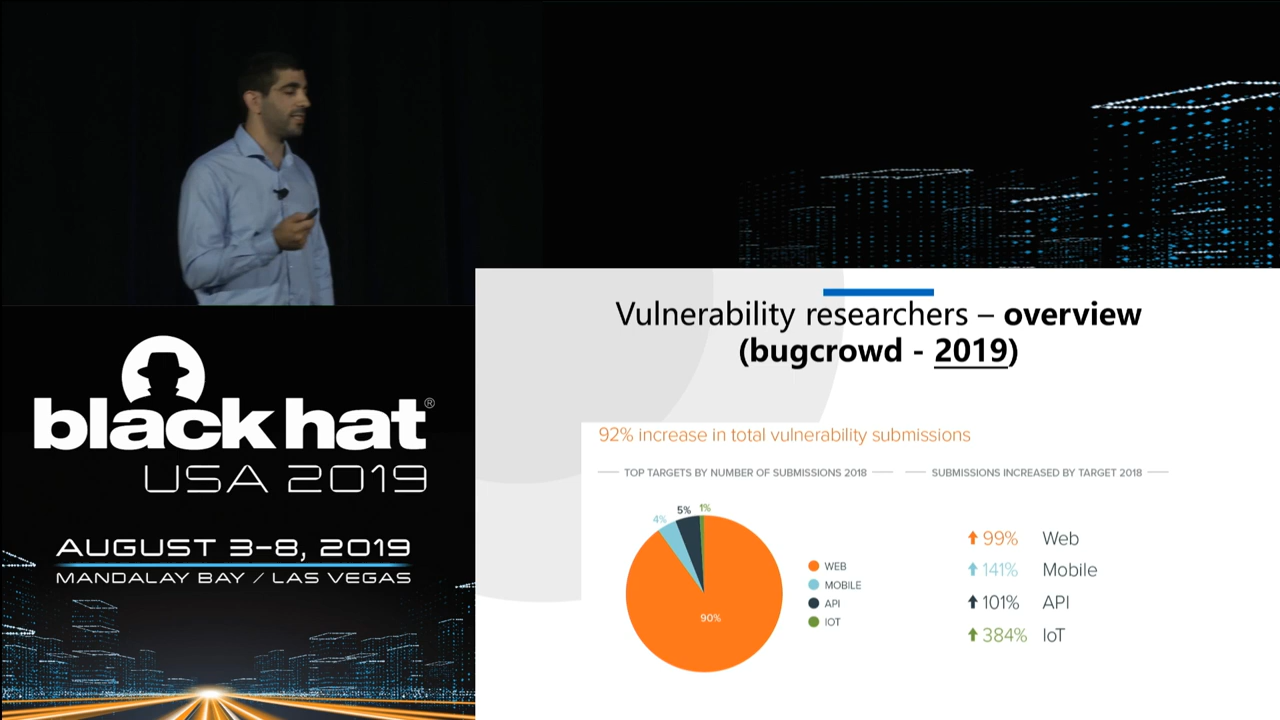 black hat®
USA 2019
AUGUST 3–8, 2019
MANDALAY BAY / LAS VEGAS
Vulnerability researchers – overview
(bugcrowd - 2019)
92% increase in total vulnerability submissions
TOP TARGETS BY NUMBER OF SUBMISSIONS 2018
4%
5%
1%
90%
WEB
MOBILE
API
IOT
SUBMISSIONS INCREASED BY TARGET 2018
99% Web
141% Mobile
101% API
384% IoT